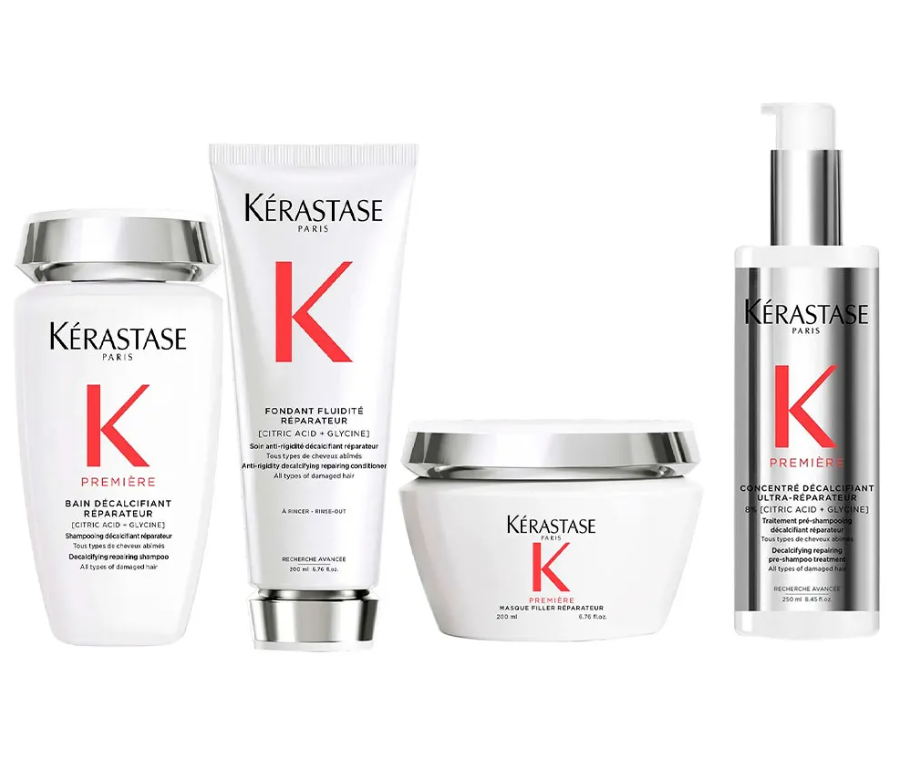 KÉRASTASE
PARIS
K
PREMIÈRE
BAIN DÉCALCIFIANT
RÉPARATEUR
[CITRIC ACID + GLYCINE]
Shampooing décalcifiant réparateur
Tous types de cheveux abîmés
Decalcifying repairing shampoo
All types of damaged hair
KÉRASTASE
PARIS
K
FONDANT FLUIDITÉ
RÉPARATEUR
[CITRIC ACID + GLYCINE]
Soin anti-rigidité décalcifiant réparateur
Tous types de cheveux abîmés
Anti-rigidity decalcifying repairing conditioner
All types of damaged hair
À RINCER - RINSE-OUT
RECHERCHE AVANCÉE
200 ml 6.76 fl.oz.
KÉRASTASE
PARIS
K
PREMIÈRE
MASQUE FILLER RÉPARATEUR
200 ml 6.76 fl.oz.
KÉRASTASE
PARIS
K
PREMIÈRE
CONCENTRÉ DÉCALCIFIANT
ULTRA-RÉPARATEUR
8% [CITRIC ACID + GLYCINE]
Traitement pré-shampooing
décalcifiant réparateur
Tous types de cheveux abîmés
Decalcifying repairing
pre-shampoo treatment
All types of damaged hair
RECHERCHE AVANCÉE
250 ml 8.45 fl.oz.